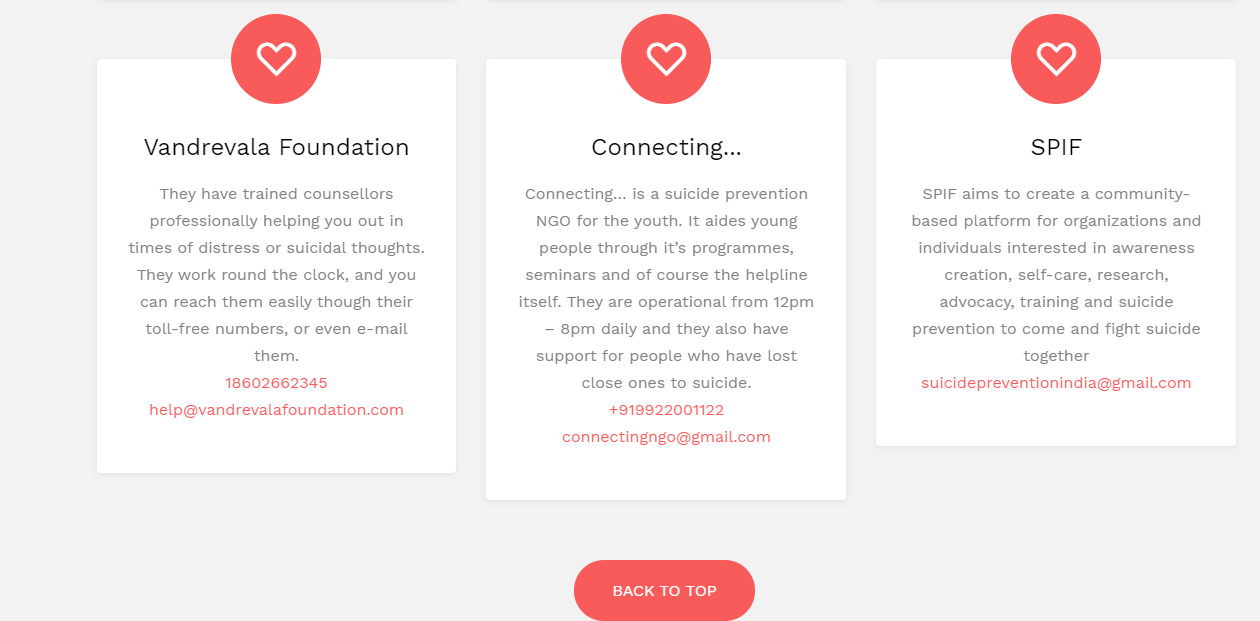 Vandrevala Foundation
They have trained counsellors
professionally helping you out in
times of distress or suicidal thoughts.
They work round the clock, and you
can reach them easily though their
toll-free numbers, or even e-mail
them.
18602662345
help@vandrevalafoundation.com
Connecting...
Connecting... is a suicide prevention
NGO for the youth. It aides young
people through it’s programmes,
seminars and of course the helpline
itself. They are operational from 12pm
– 8pm daily and they also have
support for people who have lost
close ones to suicide.
+919922001122
connectingngo@gmail.com
SPIF
SPIF aims to create a community-
based platform for organizations and
individuals interested in awareness
creation, self-care, research,
advocacy, training and suicide
prevention to come and fight suicide
together
suicidepreventionindia@gmail.com
BACK TO TOP